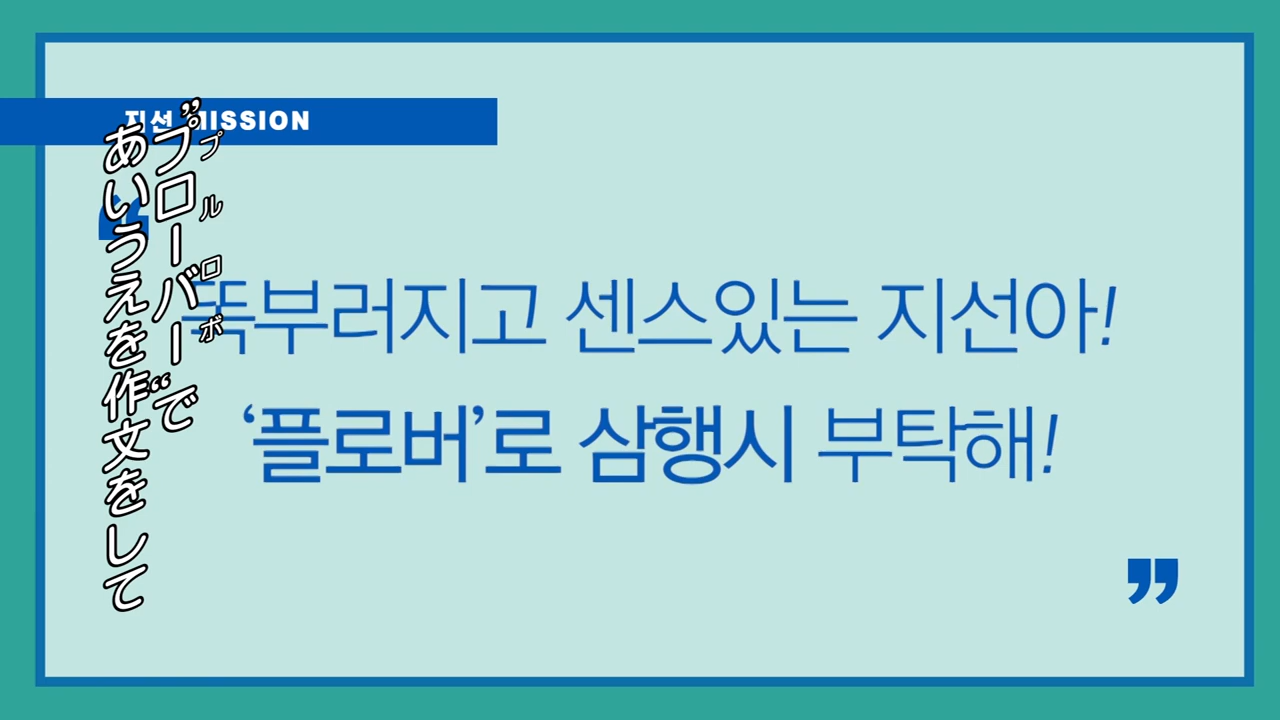 지선 MISSION
“
똑부러지고 센스있는 지선아!
‘플로버’로 삼행시 부탁해!
”
“プローバー”で
プルロボ
あいうえを作文をして